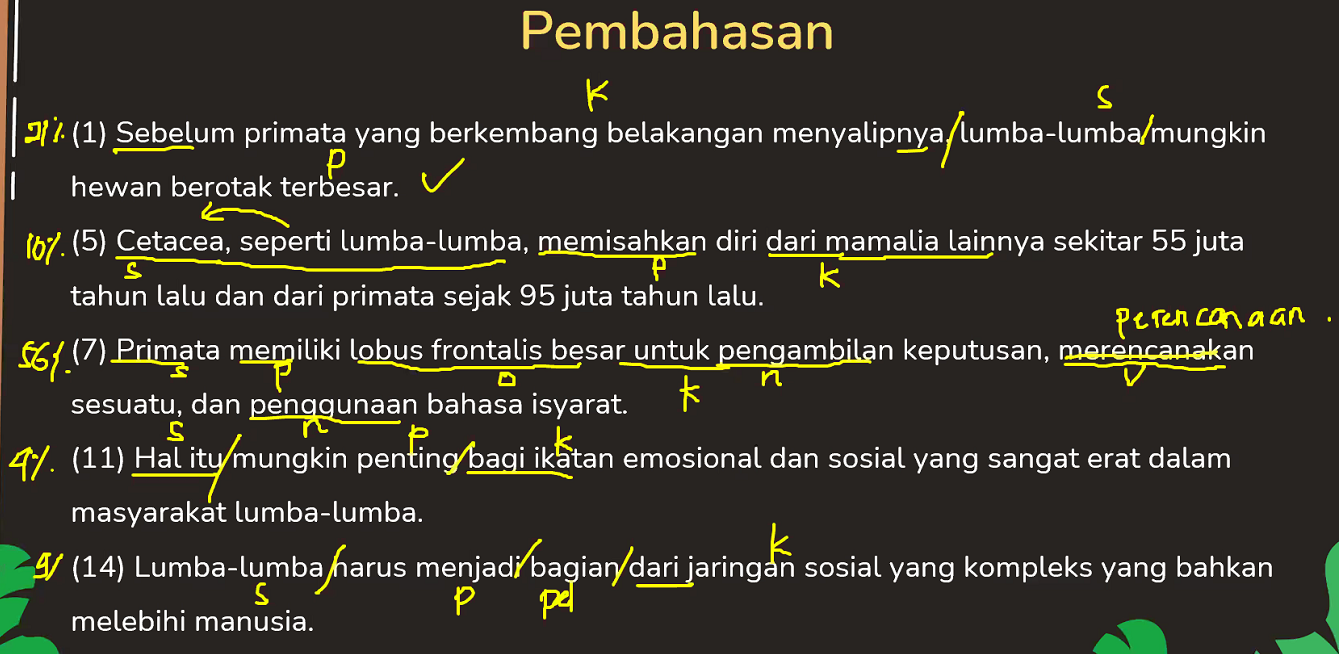 Pembahasan
K S
21% (1) Sebelum primata yang berkembang belakangan menyalipnya, lumba-lumba mungkin
P
hewan berotak terbesar.
10%. (5) Cetacea, seperti lumba-lumba, memisahkan diri dari mamalia lainnya sekitar 55 juta
S P K
tahun lalu dan dari primata sejak 95 juta tahun lalu.
perencanaan.
56%. (7) Primata memiliki lobus frontalis besar untuk pengambilan keputusan, merencanakan
S P O K n V
sesuatu, dan penggunaan bahasa isyarat.
S n P K
4%. (11) Hal itu mungkin penting bagi ikatan emosional dan sosial yang sangat erat dalam
masyarakat lumba-lumba.
K
9% (14) Lumba-lumba harus menjadi bagian dari jaringan sosial yang kompleks yang bahkan
S P pel
melebihi manusia.